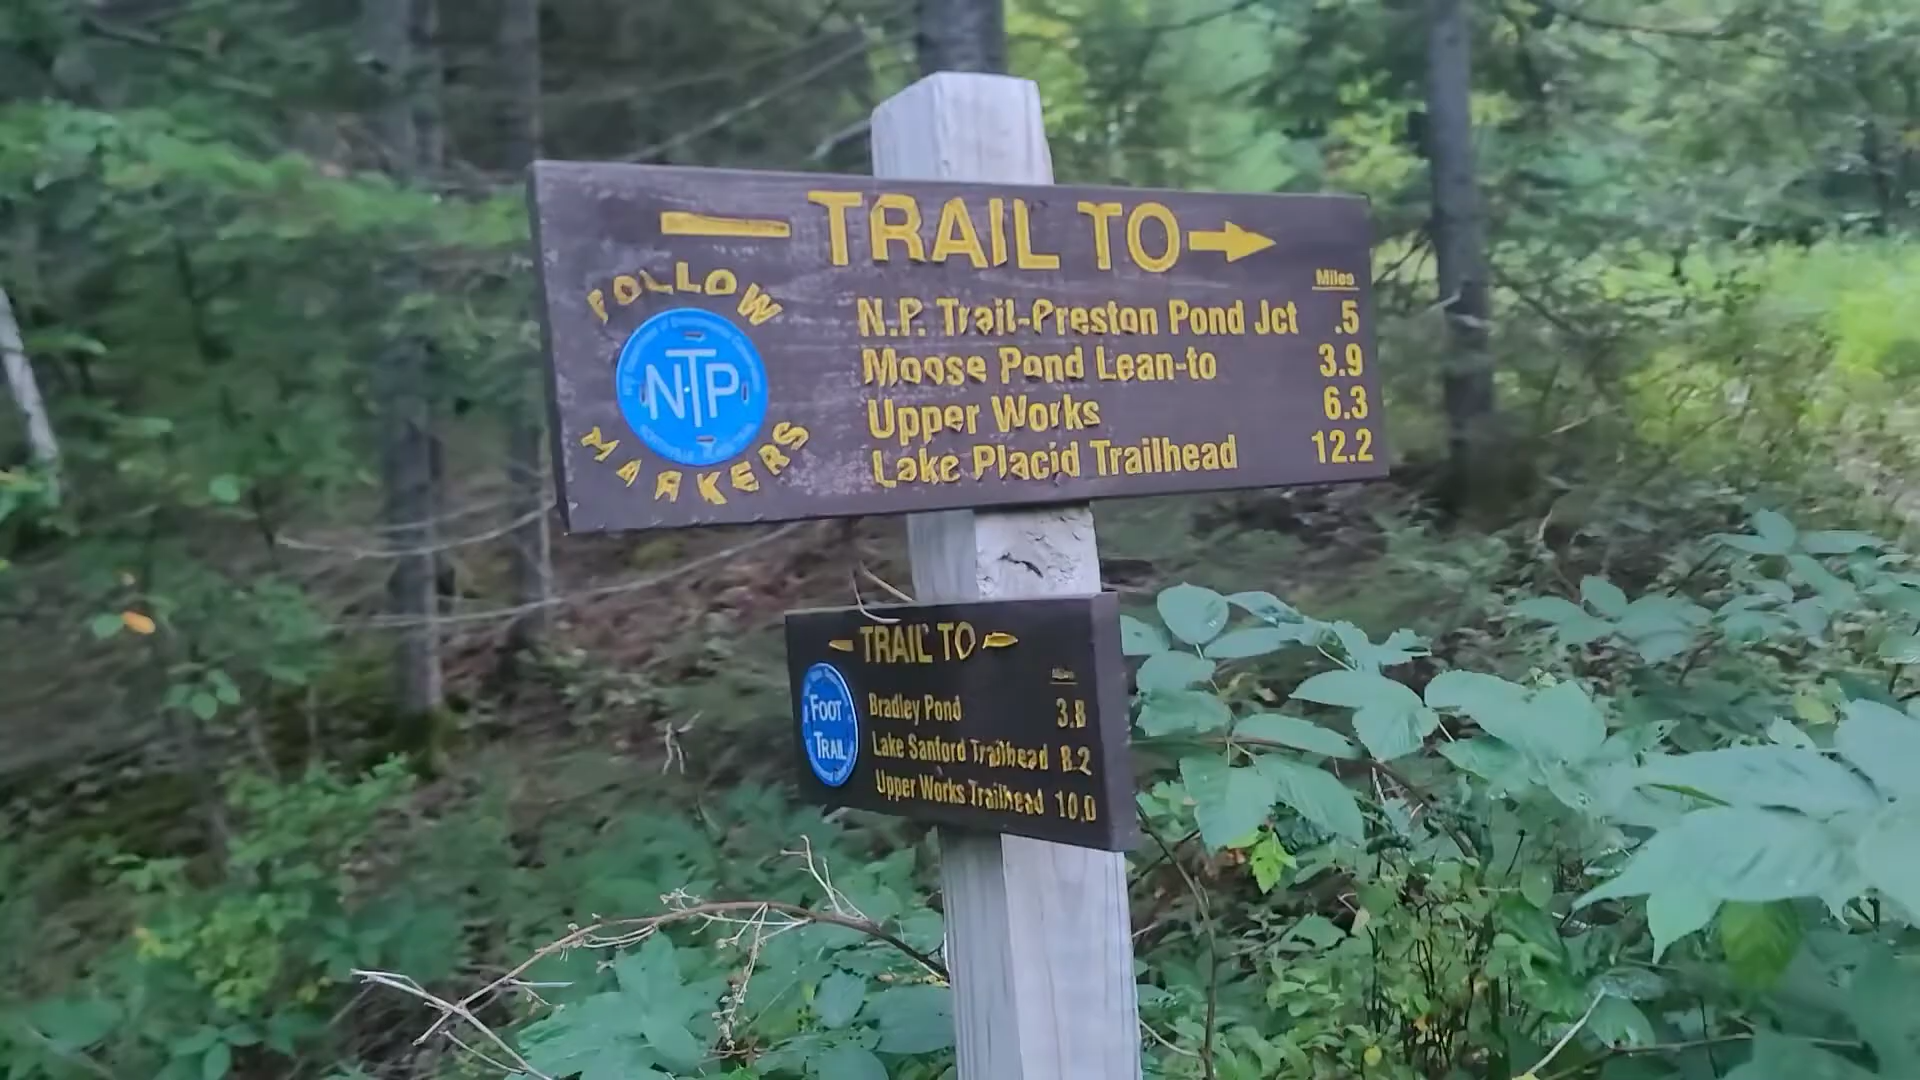 TRAIL TO
Miles
FOLLOW
NTP
MARKERS
N.P. Trail-Preston Pond Jct .5
Moose Pond Lean-to 3.9
Upper Works 6.3
Lake Placid Trailhead 12.2
TRAIL TO
Miles
FOOT
TRAIL
Bradley Pond 3.8
Lake Sanford Trailhead 8.2
Upper Works Trailhead 10.0